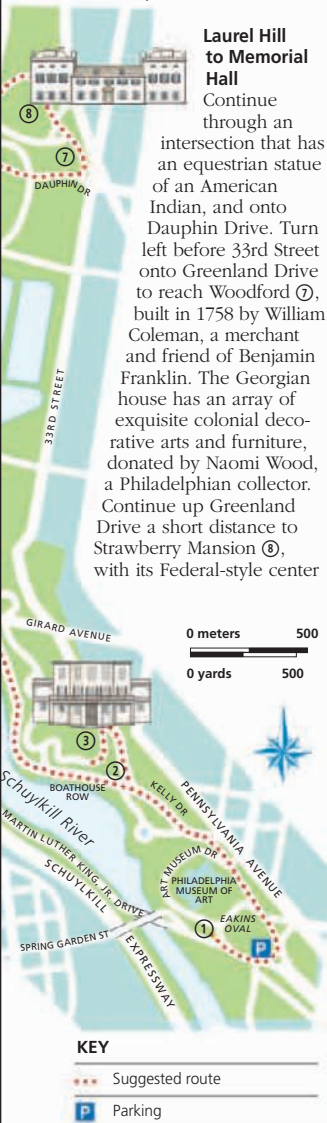 Laurel Hill
to Memorial
Hall
Continue
through an
intersection that has
an equestrian statue
of an American
Indian, and onto
Dauphin Drive. Turn
left before 33rd Street
onto Greenland Drive
to reach Woodford ⑦,
built in 1758 by William
Coleman, a merchant
and friend of Benjamin
Franklin. The Georgian
house has an array of
exquisite colonial deco-
rative arts and furniture,
donated by Naomi Wood,
a Philadelphian collector.
Continue up Greenland
Drive a short distance to
Strawberry Mansion ⑧,
with its Federal-style center
⑧
⑦
DAUPHIN DR
33RD STREET
GIRARD AVENUE
0 meters 500
0 yards 500
③
②
BOATHOUSE
ROW
KELLY DR
PENNSYLVANIA AVENUE
Schuylkill River
MARTIN LUTHER KING, JR. DRIVE
SCHUYLKILL
EXPRESSWAY
ART MUSEUM DR
PHILADELPHIA
MUSEUM OF
ART
①
EAKINS
OVAL
P
SPRING GARDEN ST
KEY
Suggested route
P Parking